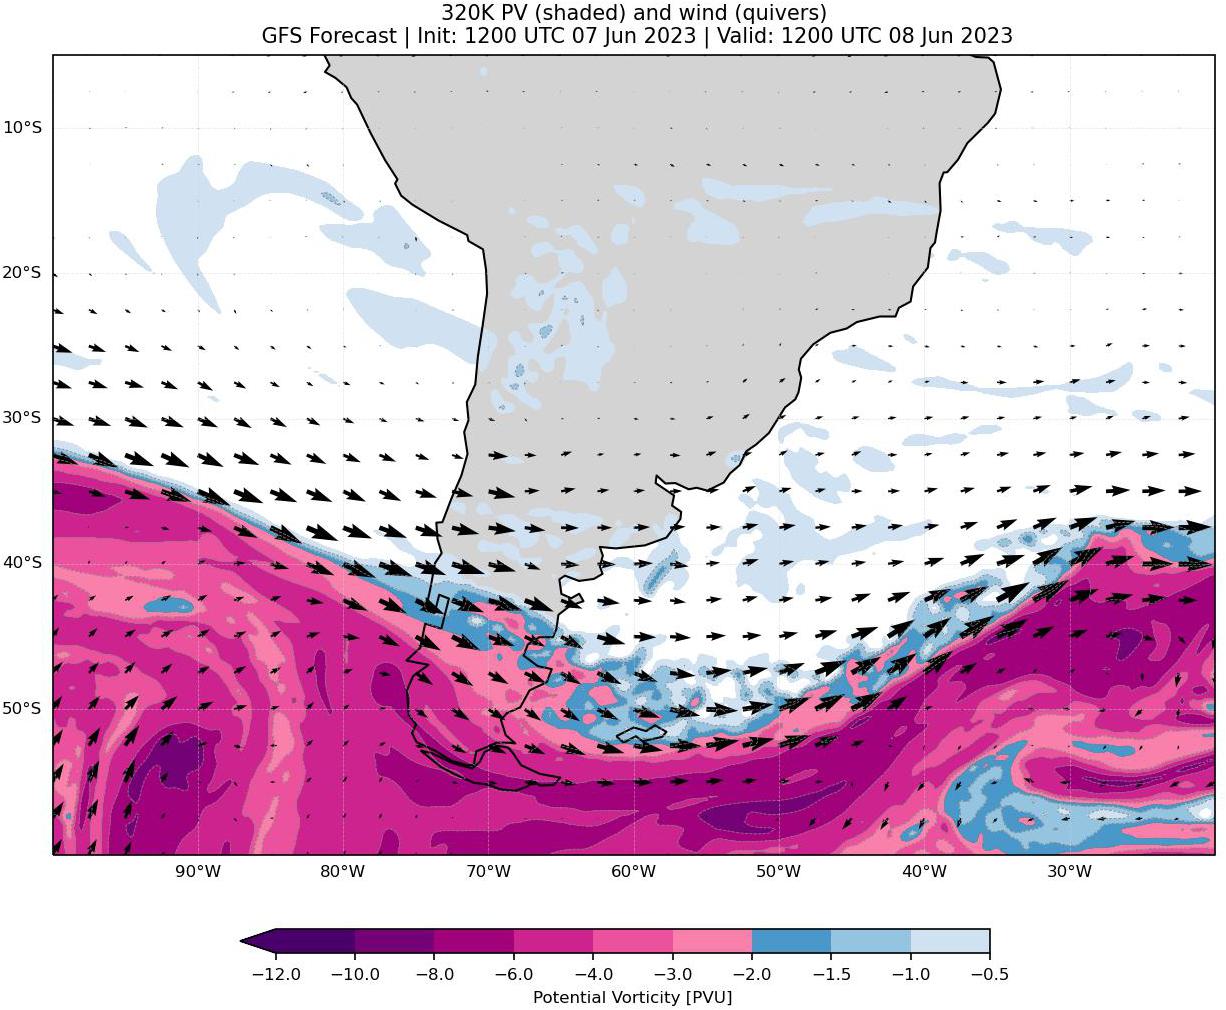 320K PV (shaded) and wind (quivers)
GFS Forecast | Init: 1200 UTC 07 Jun 2023 | Valid: 1200 UTC 08 Jun 2023
10°S
20°S
30°S
40°S
50°S
90°W 80°W 70°W 60°W 50°W 40°W 30°W
−12.0 −10.0 −8.0 −6.0 −4.0 −3.0 −2.0 −1.5 −1.0 −0.5
Potential Vorticity [PVU]